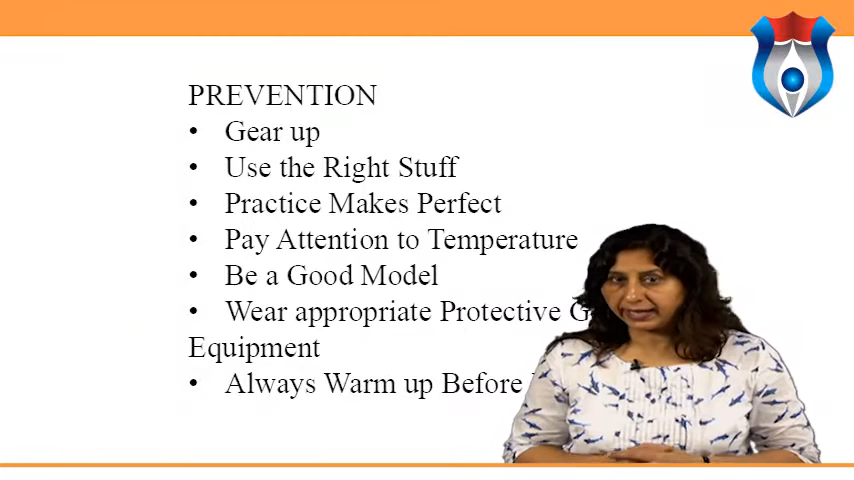 PREVENTION
• Gear up
• Use the Right Stuff
• Practice Makes Perfect
• Pay Attention to Temperature
• Be a Good Model
• Wear appropriate Protective
Equipment
• Always Warm up Before